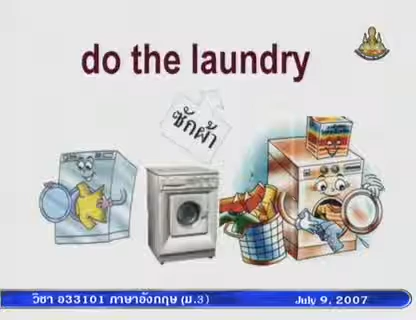 do the laundry
ซักผ้า
วิชา อ33101 ภาษาอังกฤษ (ม.3)
July 9, 2007